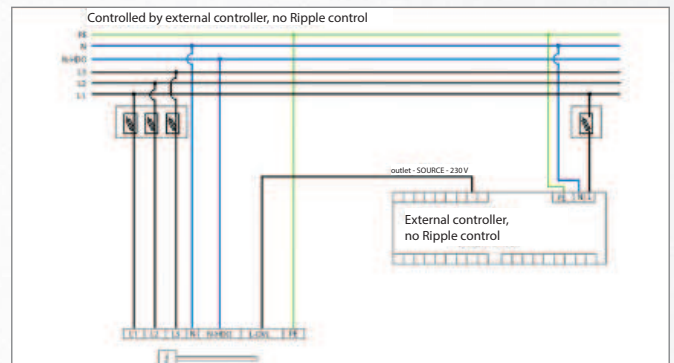 Controlled by external controller, no Ripple control
PE
N
N-HDO
L3
L2
L1
outlet - SOURCE - 230 V
PE N L
External controller,
no Ripple control
L1 L2 L3 N N-HDO PE